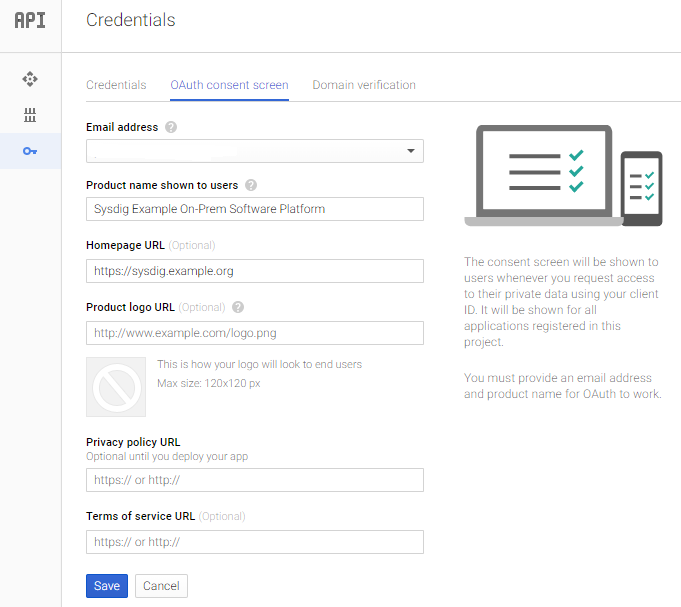 API
Credentials
Credentials OAuth consent screen Domain verification
Email address ?
Product name shown to users ?
Sysdig Example On-Prem Software Platform
Homepage URL (Optional)
https://sysdig.example.org
Product logo URL (Optional) ?
http://www.example.com/logo.png
This is how your logo will look to end users
Max size: 120x120 px
Privacy policy URL
Optional until you deploy your app
https:// or http://
Terms of service URL (Optional)
https:// or http://
Save Cancel
The consent screen will be shown to
users whenever you request access
to their private data using your client
ID. It will be shown for all
applications registered in this
project.
You must provide an email address
and product name for OAuth to work.